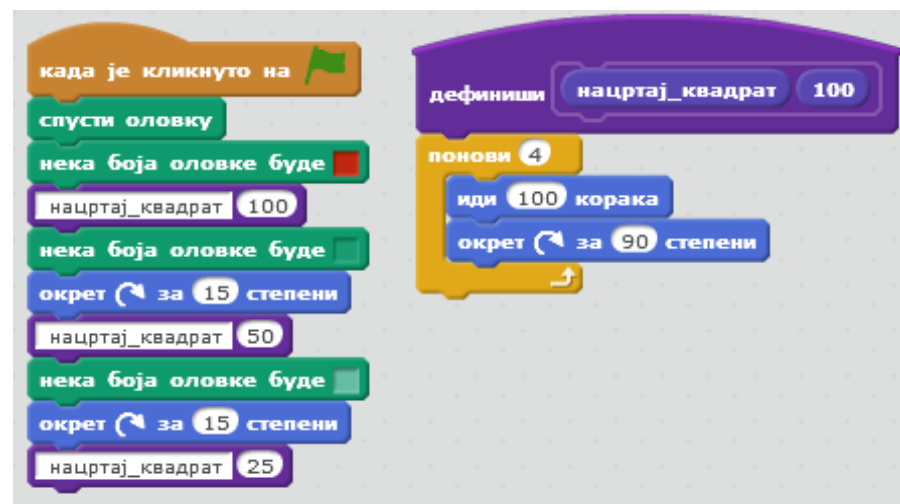 када је кликнуто на
спусти оловку
нека боја оловке буде
нацртај_квадрат 100
нека боја оловке буде
окрет за 15 степени
нацртај_квадрат 50
нека боја оловке буде
окрет за 15 степени
нацртај_квадрат 25
дефиниши нацртај_квадрат 100
понови 4
иди 100 корака
окрет за 90 степени